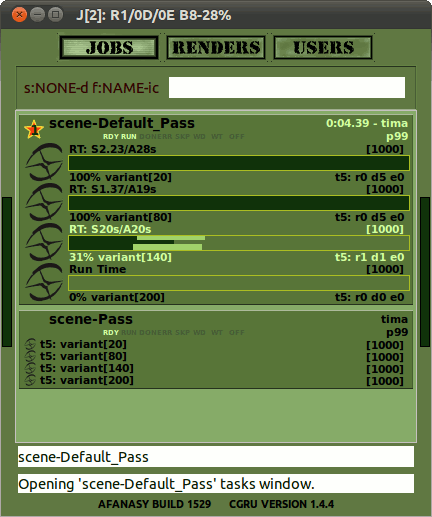 J[2]: R1/0D/0E B8-28%
JOBS RENDERS USERS
s:NONE-d f:NAME-ic
1 scene-Default_Pass 0:04.39 - tima
RDY RUN DON ERR SKP WD WT OFF p99
RT: S2.23/A28s [1000]
100% variant[20] t5: r0 d5 e0
RT: S1.37/A19s [1000]
100% variant[80] t5: r0 d5 e0
RT: S20s/A20s [1000]
31% variant[140] t5: r1 d1 e0
Run Time [1000]
0% variant[200] t5: r0 d0 e0
scene-Pass tima
RDY RUN DON ERR SKP WD WT OFF p99
t5: variant[20] [1000]
t5: variant[80] [1000]
t5: variant[140] [1000]
t5: variant[200] [1000]
scene-Default_Pass
Opening 'scene-Default_Pass' tasks window.
AFANASY BUILD 1529 CGRU VERSION 1.4.4